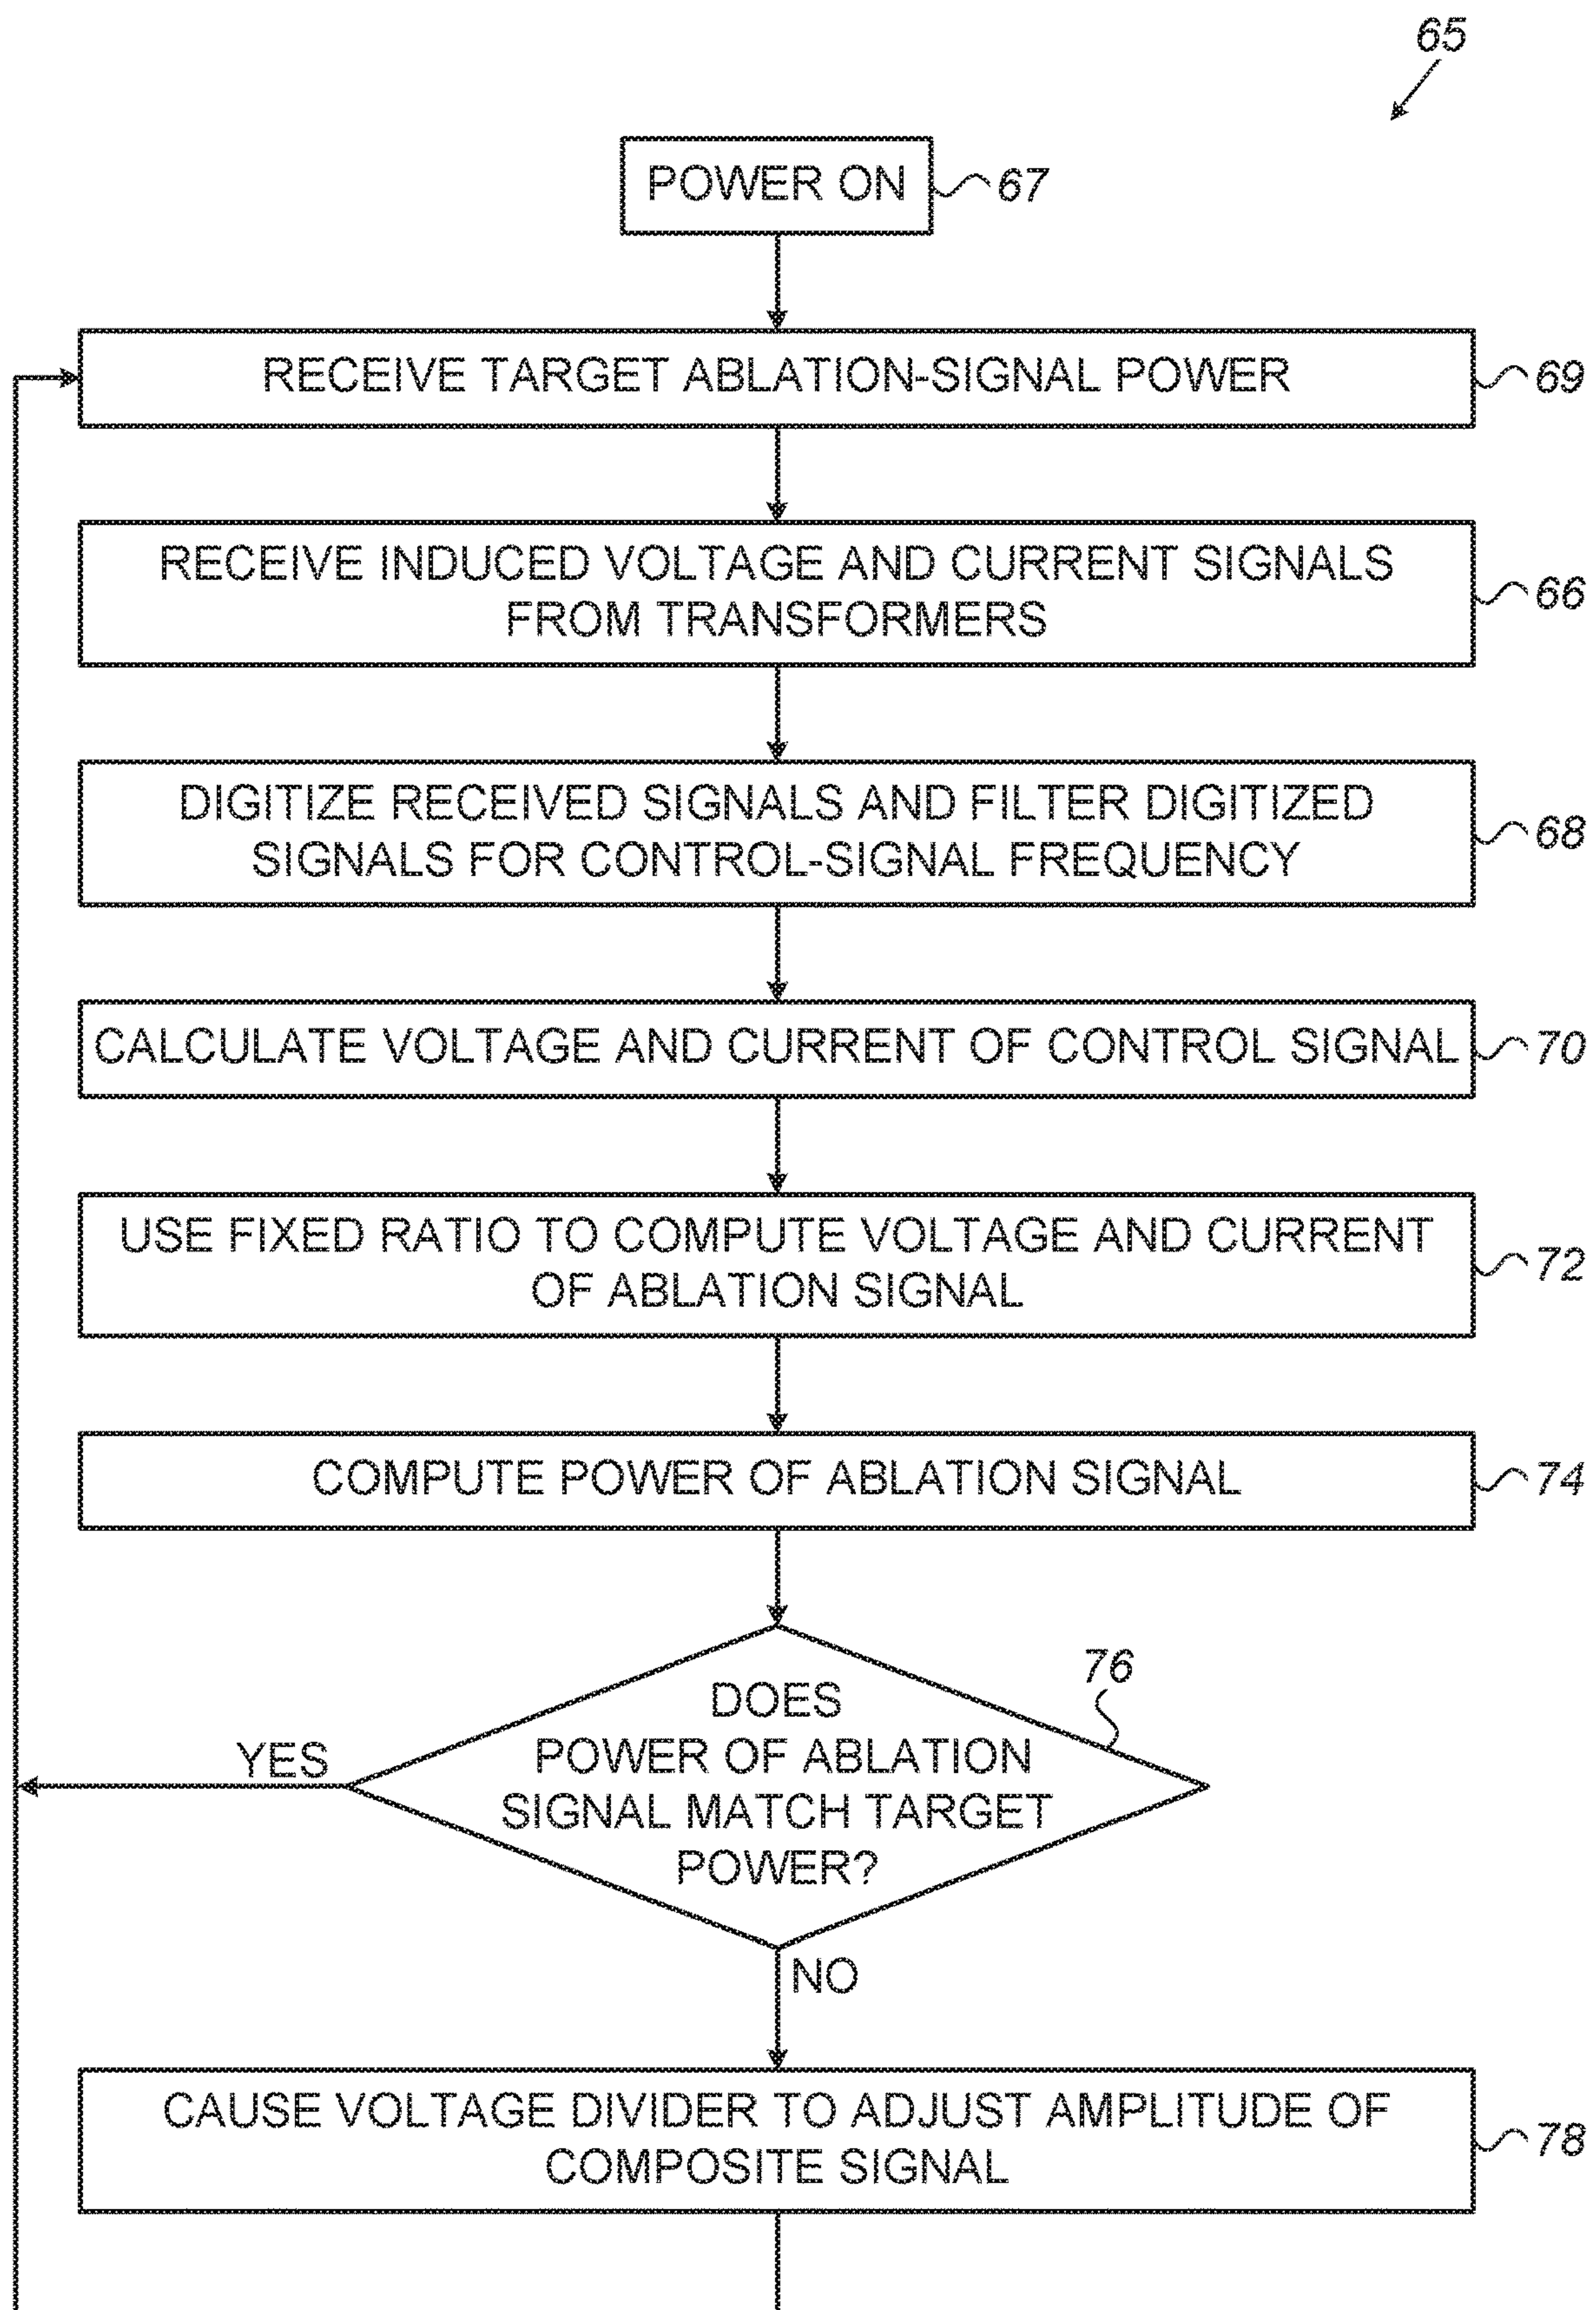 65
POWER ON
67
RECEIVE TARGET ABLATION-SIGNAL POWER
69
RECEIVE INDUCED VOLTAGE AND CURRENT SIGNALS
FROM TRANSFORMERS
66
DIGITIZE RECEIVED SIGNALS AND FILTER DIGITIZED
SIGNALS FOR CONTROL-SIGNAL FREQUENCY
68
CALCULATE VOLTAGE AND CURRENT OF CONTROL SIGNAL
70
USE FIXED RATIO TO COMPUTE VOLTAGE AND CURRENT
OF ABLATION SIGNAL
72
COMPUTE POWER OF ABLATION SIGNAL
74
76
DOES
POWER OF ABLATION
SIGNAL MATCH TARGET
POWER?
YES
NO
CAUSE VOLTAGE DIVIDER TO ADJUST AMPLITUDE OF
COMPOSITE SIGNAL
78